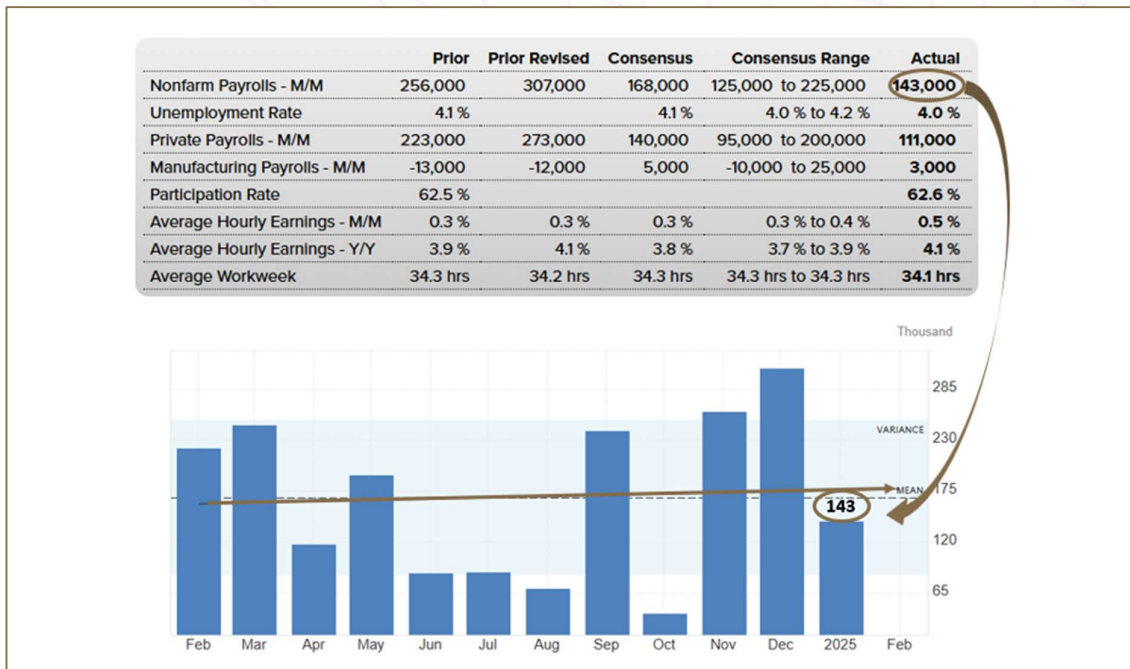 Prior Prior Revised Consensus Consensus Range Actual
Nonfarm Payrolls - M/M 256,000 307,000 168,000 125,000 to 225,000 143,000
Unemployment Rate 4.1 % 4.1 % 4.0 % to 4.2 % 4.0 %
Private Payrolls - M/M 223,000 273,000 140,000 95,000 to 200,000 111,000
Manufacturing Payrolls - M/M -13,000 -12,000 5,000 -10,000 to 25,000 3,000
Participation Rate 62.5 % 62.6 %
Average Hourly Earnings - M/M 0.3 % 0.3 % 0.3 % 0.3 % to 0.4 % 0.5 %
Average Hourly Earnings - Y/Y 3.9 % 4.1 % 3.8 % 3.7 % to 3.9 % 4.1 %
Average Workweek 34.3 hrs 34.2 hrs 34.3 hrs 34.3 hrs to 34.3 hrs 34.1 hrs
Thousand
285
VARIANCE
230
MEAN 175
143
120
65
Feb Mar Apr May Jun Jul Aug Sep Oct Nov Dec 2025 Feb